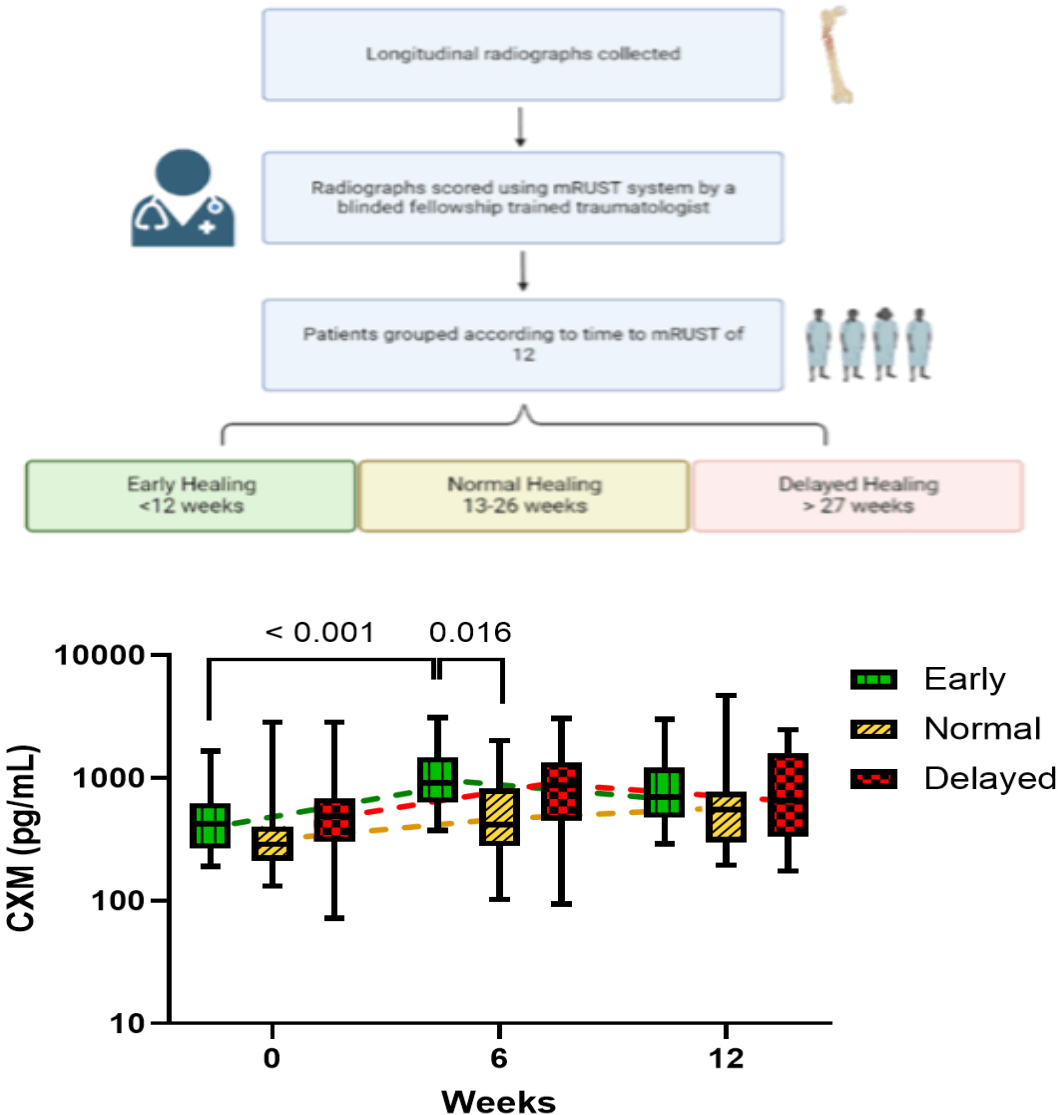 Longitudinal radiographs collected
Radiographs scored using mRUST system by a
blinded fellowship trained traumatologist
Patients grouped according to time to mRUST of
12
Early Healing
<12 weeks
Normal Healing
13-26 weeks
Delayed Healing
> 27 weeks
< 0.001
0.016
10000
1000
100
10
CXM (pg/mL)
0
6
12
Weeks
Early
Normal
Delayed